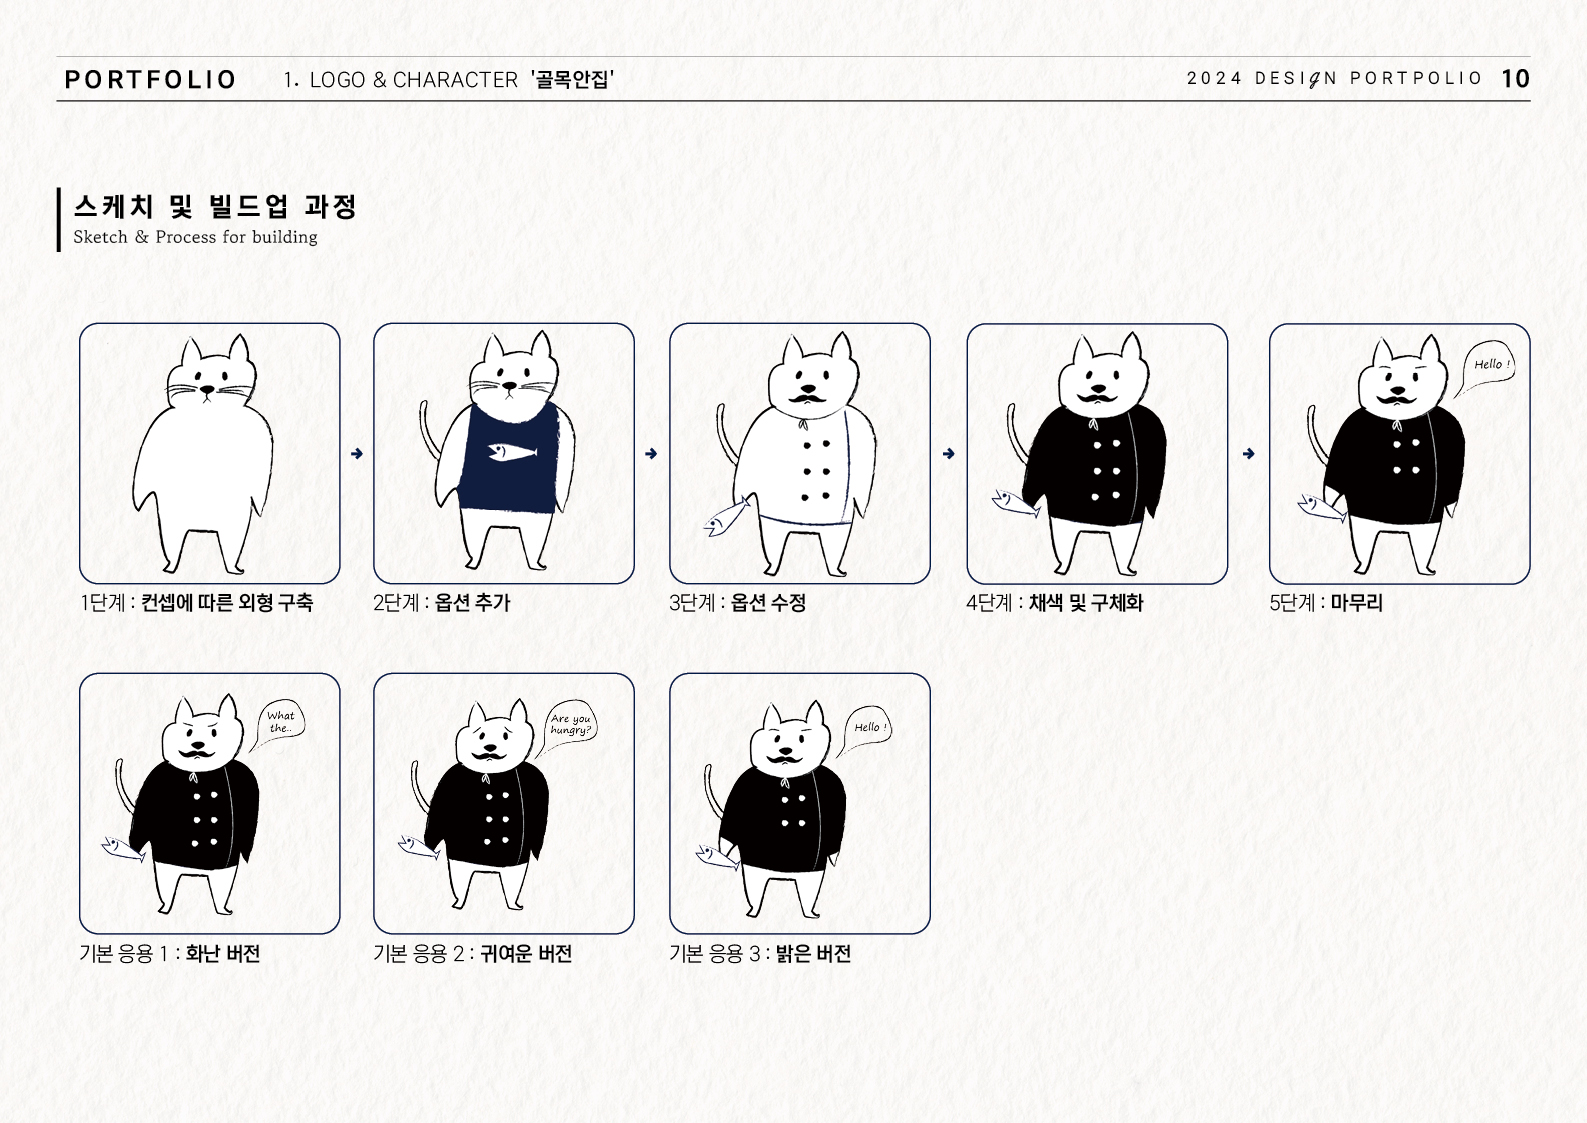 PORTFOLIO 1. LOGO & CHARACTER '골목안집' 2024 DESIGN PORTPOLIO 10
스케치 및 빌드업 과정
Sketch & Process for building
Hello !
1단계 : 컨셉에 따른 외형 구축
2단계 : 옵션 추가
3단계 : 옵션 수정
4단계 : 채색 및 구체화
5단계 : 마무리
What
the..
Are you
hungry?
Hello !
기본 응용 1 : 화난 버전
기본 응용 2 : 귀여운 버전
기본 응용 3 : 밝은 버전